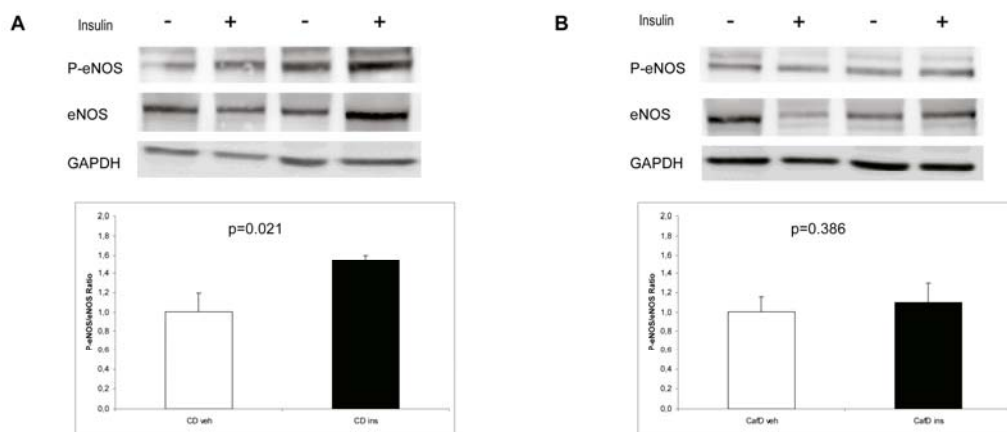 A
Insulin - + - +
P-eNOS
eNOS
GAPDH
2,0
1,8
1,6
1,4
1,2
1,0
0,8
0,6
0,4
0,2
0,0
P-eNOS/eNOS Ratio
p=0.021
CD veh
CD ins
B
Insulin - + - +
P-eNOS
eNOS
GAPDH
2,0
1,8
1,6
1,4
1,2
1,0
0,8
0,6
0,4
0,2
0,0
P-eNOS/eNOS Ratio
p=0.386
CafD veh
CafD ins